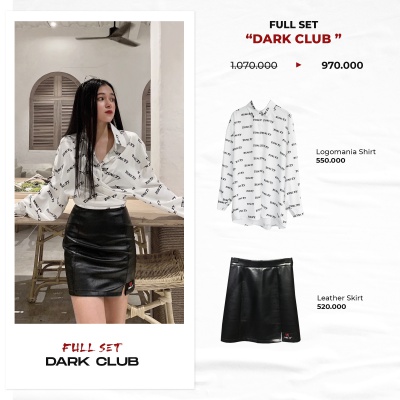 FULL SET
“DARK CLUB ”
1.070.000 ► 970.000
Logomania Shirt
550.000
Leather Skirt
520.000
FULL SET
DARK CLUB